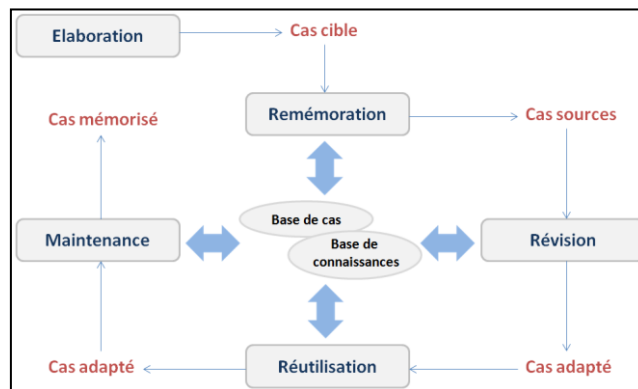 Elaboration
Cas cible
Remémoration
Cas sources
Cas mémorisé
Base de cas
Base de
connaissances
Maintenance
Révision
Réutilisation
Cas adapté
Cas adapté